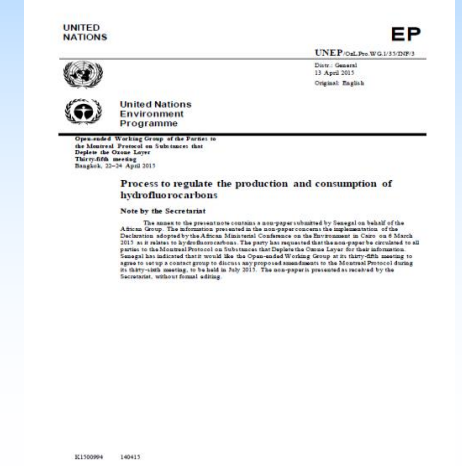 UNITED
NATIONS
EP
UNEP/OzL.Pro.WG.1/35/INF/3
Distr.: General
13 April 2015
Original: English
United Nations
Environment
Programme
Open-ended Working Group of the Parties to
the Montreal Protocol on Substances that
Deplete the Ozone Layer
Thirty-fifth meeting
Bangkok, 22–24 April 2015
Process to regulate the production and consumption of
hydrofluorocarbons
Note by the Secretariat
The annex to the present note contains a non-paper submitted by Senegal on behalf of the
African Group. The information presented in the non-paper concerns the implementation of the
Declaration adopted by the African Ministerial Conference on the Environment in Cairo on 6 March
2015 as it relates to hydrofluorocarbons. The party has requested that the non-paper be circulated to all
parties to the Montreal Protocol on Substances that Deplete the Ozone Layer for their information.
Senegal has indicated that it would like the Open-ended Working Group at its thirty-fifth meeting to
agree to set up a contact group to discuss any proposed amendments to the Montreal Protocol during
its thirty-sixth meeting, to be held in July 2015. The non-paper is presented as received by the
Secretariat, without formal editing.
K1500994 140415